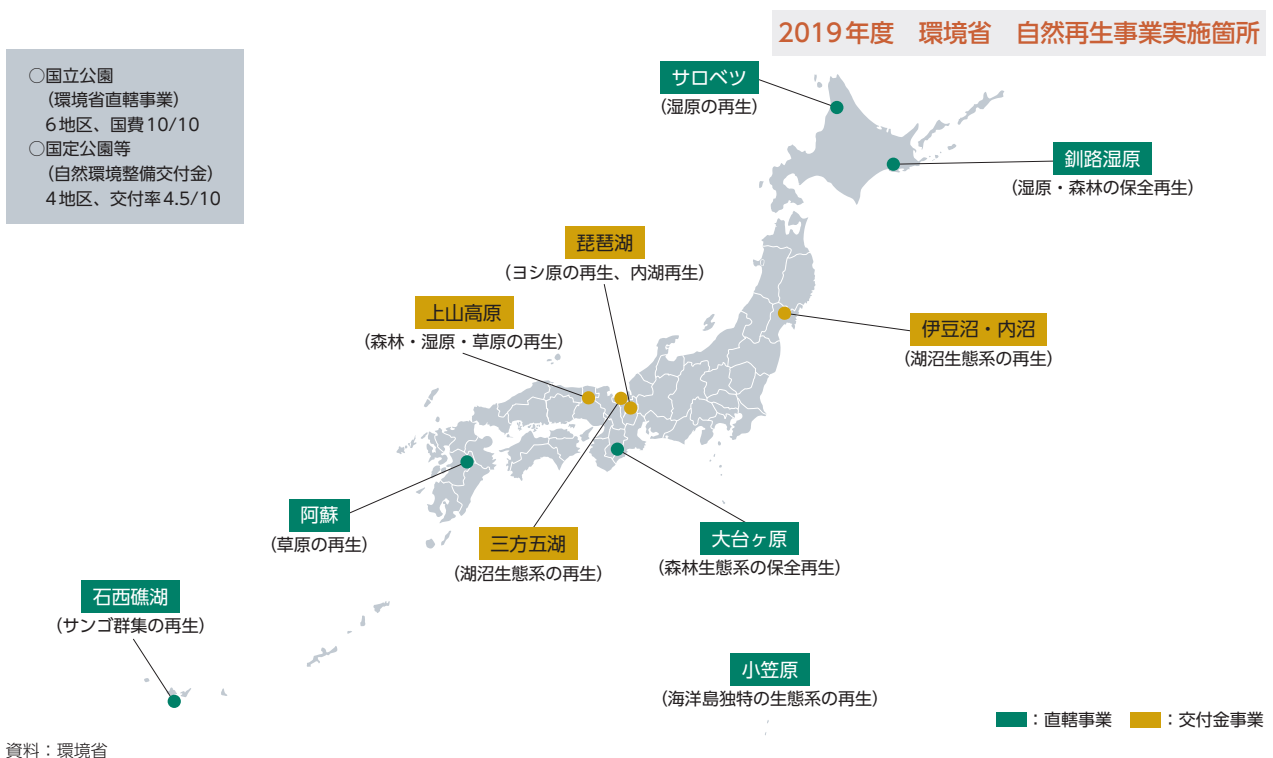 2019年度　環境省　自然再生事業実施箇所
○国立公園
（環境省直轄事業）
6地区、国費10/10
○国定公園等
（自然環境整備交付金）
4地区、交付率4.5/10
サロベツ
（湿原の再生）
釧路湿原
（湿原・森林の保全再生）
琵琶湖
（ヨシ原の再生、内湖再生）
上山高原
（森林・湿原・草原の再生）
伊豆沼・内沼
（湖沼生態系の再生）
阿蘇
（草原の再生）
三方五湖
（湖沼生態系の再生）
大台ヶ原
（森林生態系の保全再生）
石西礁湖
（サンゴ群集の再生）
小笠原
（海洋島独特の生態系の再生）
：直轄事業　：交付金事業
資料：環境省